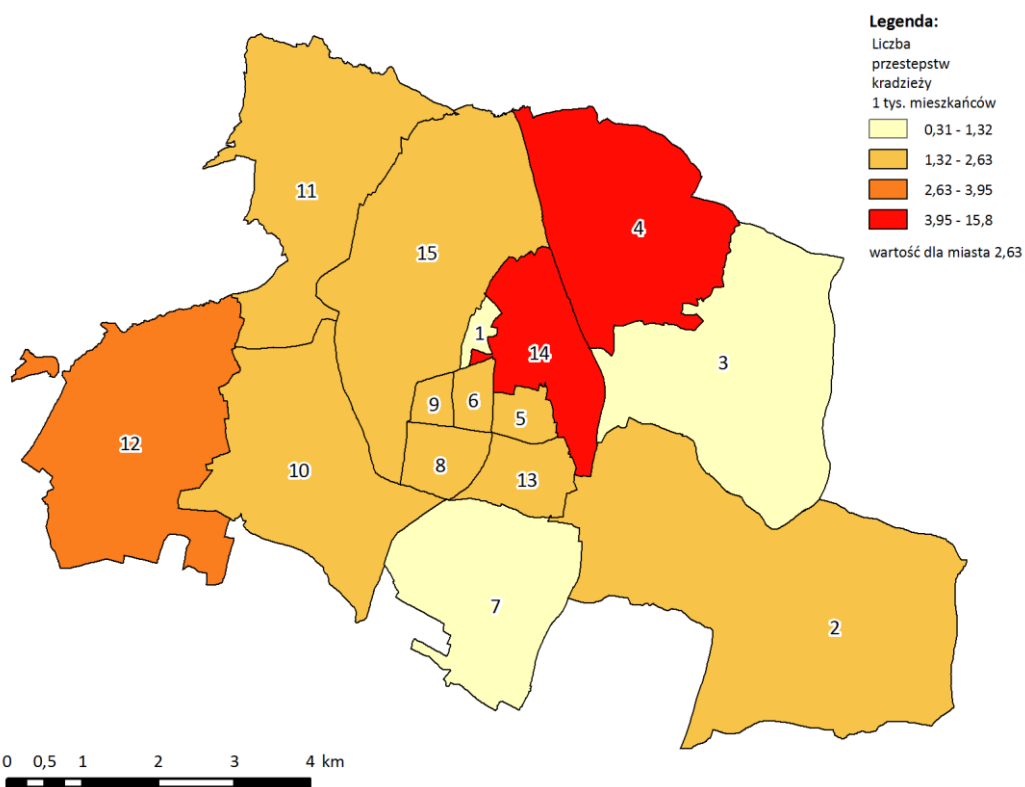 Legenda:
Liczba
przestepstw
kradzieży
1 tys. mieszkańców
0,31 - 1,32
1,32 - 2,63
2,63 - 3,95
3,95 - 15,8
wartość dla miasta 2,63
11
15
4
1
14
3
9
6
5
12
10
8
13
7
2
0 0,5 1 2 3 4 km